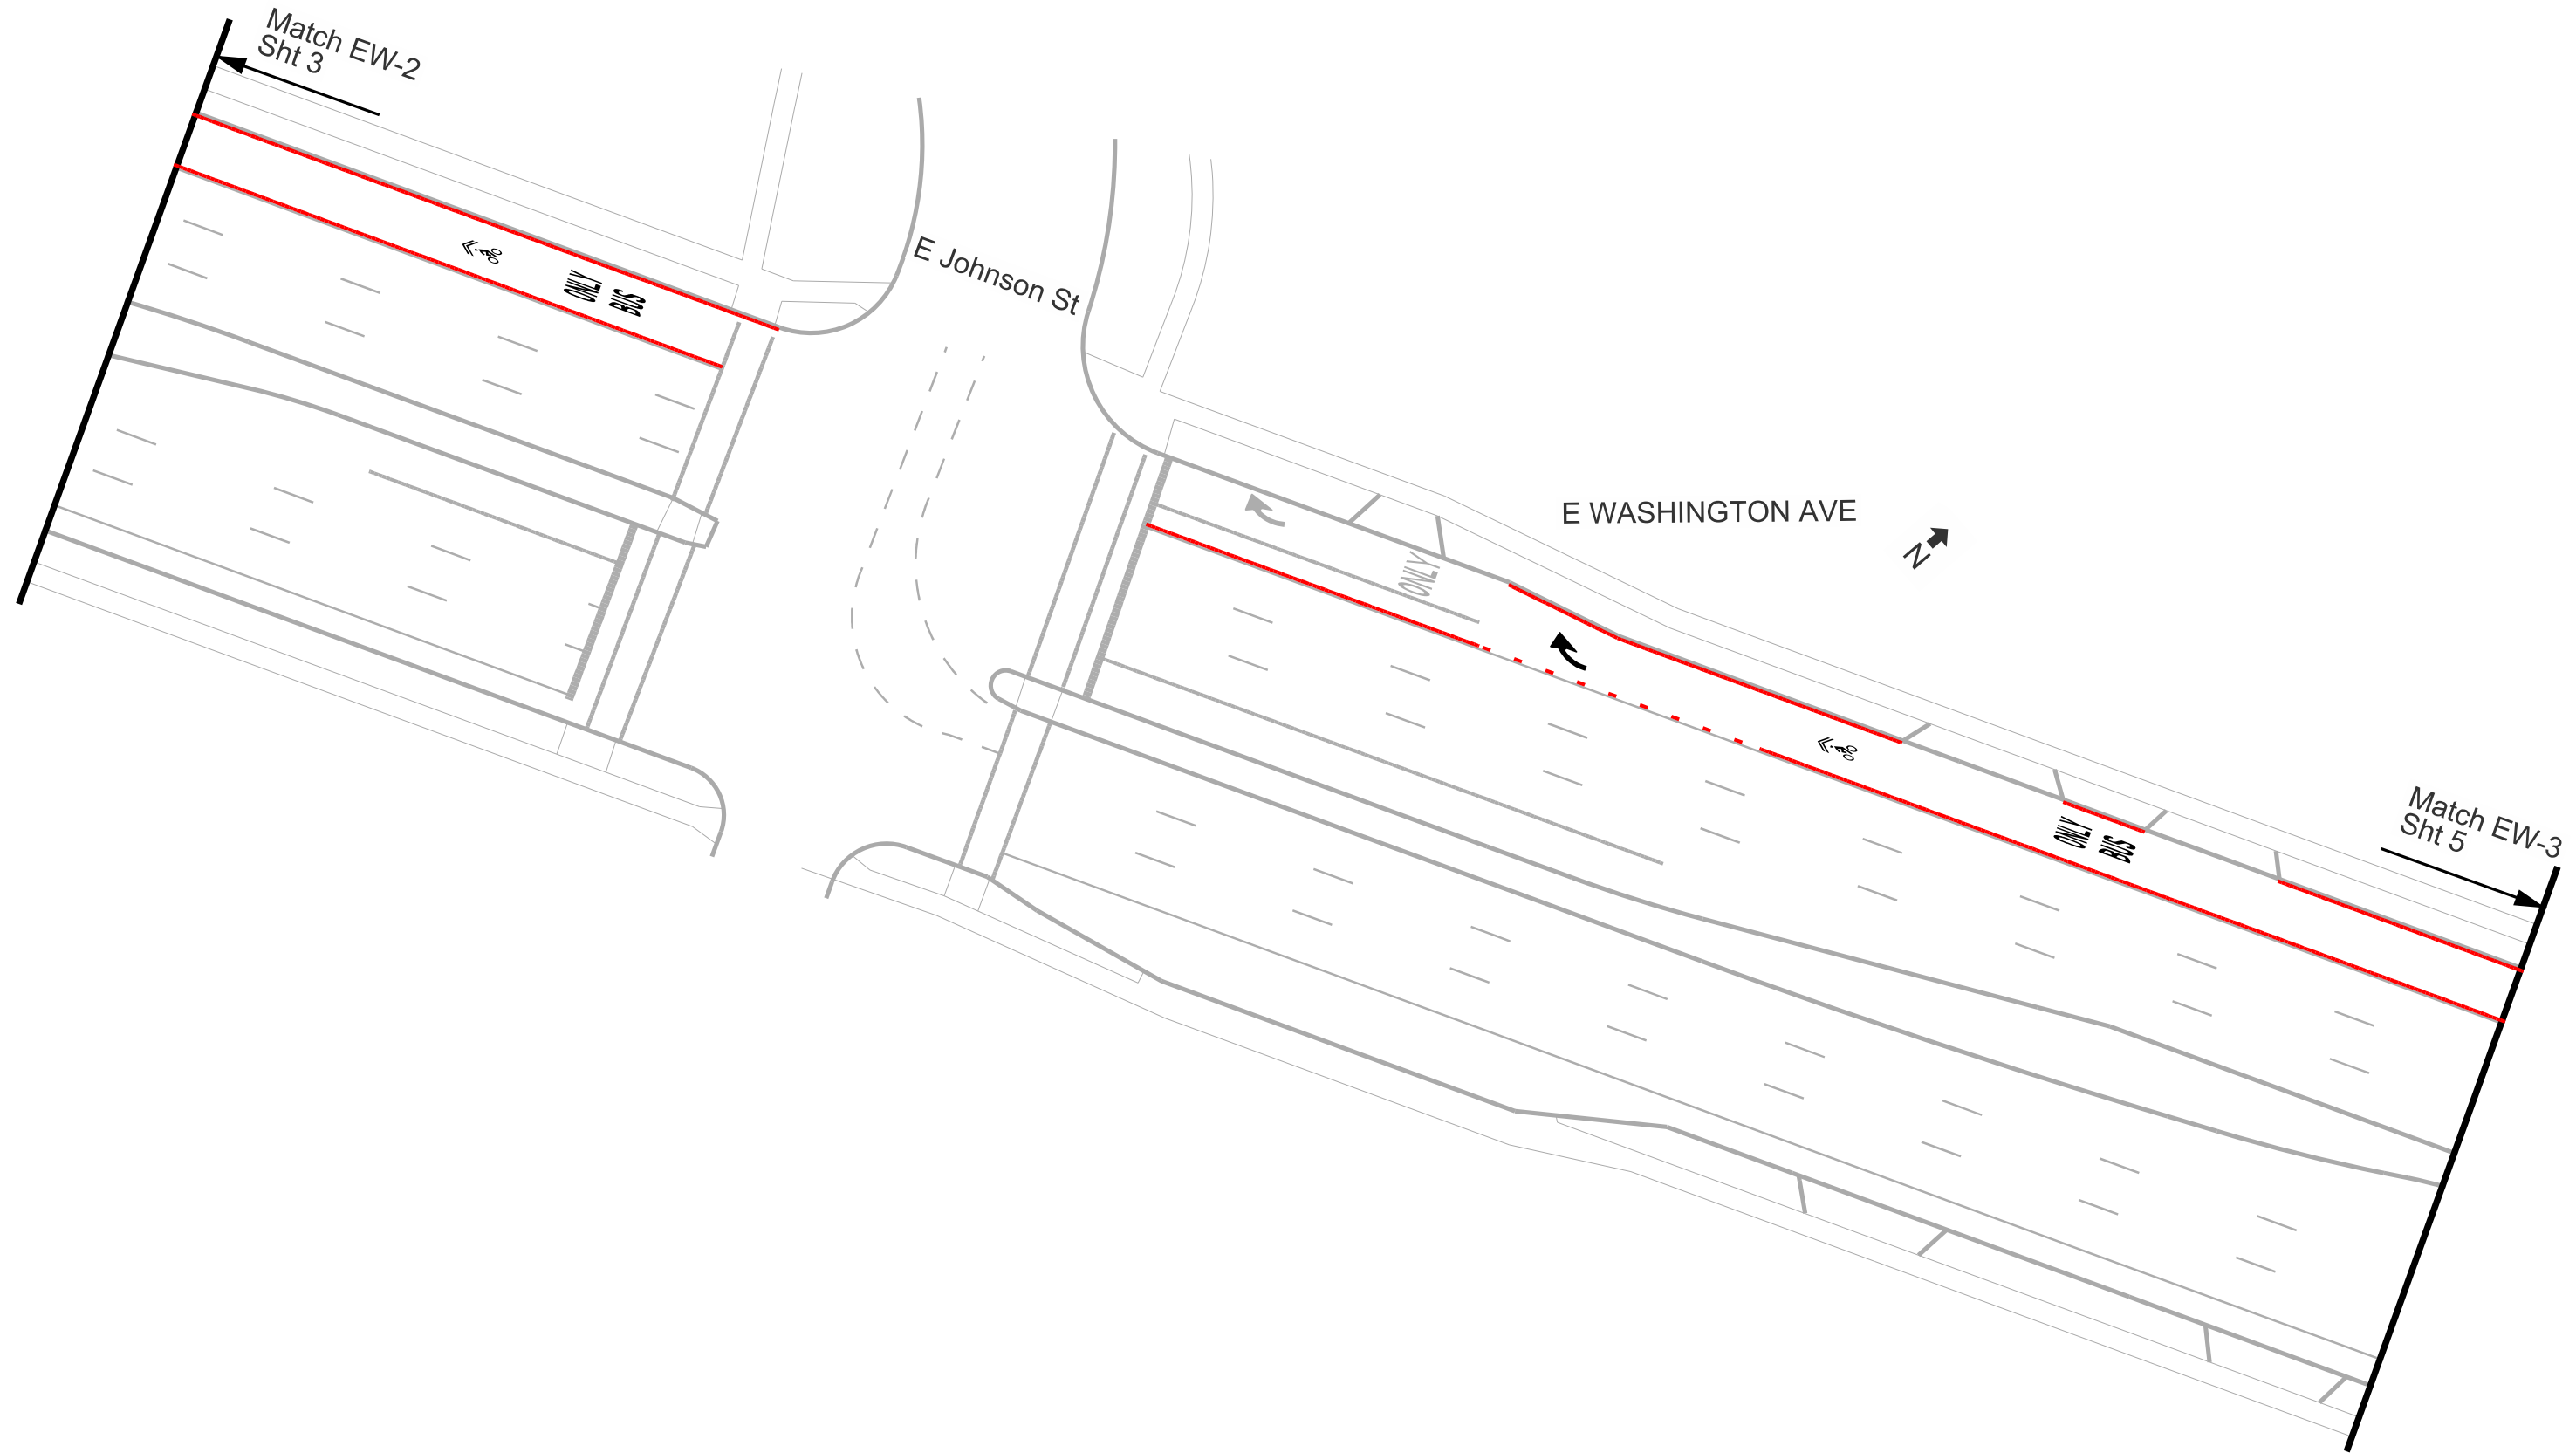 Match EW-2
Sht 3
E Johnson St
ONLY
BUS
ONLY
E WASHINGTON AVE
N
ONLY
BUS
Match EW-3
Sht 5